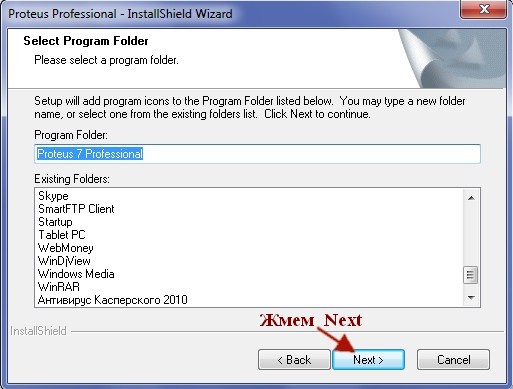 Proteus Professional - InstallShield Wizard
Select Program Folder
Please select a program folder.
Setup will add program icons to the Program Folder listed below. You may type a new folder
name, or select one from the existing folders list. Click Next to continue.
Program Folder:
Proteus 7 Professional
Existing Folders:
Skype
SmartFTP Client
Startup
Tablet PC
WebMoney
WinDjView
Windows Media
WinRAR
Антивирус Касперского 2010
Жмем Next
InstallShield
< Back
Next >
Cancel